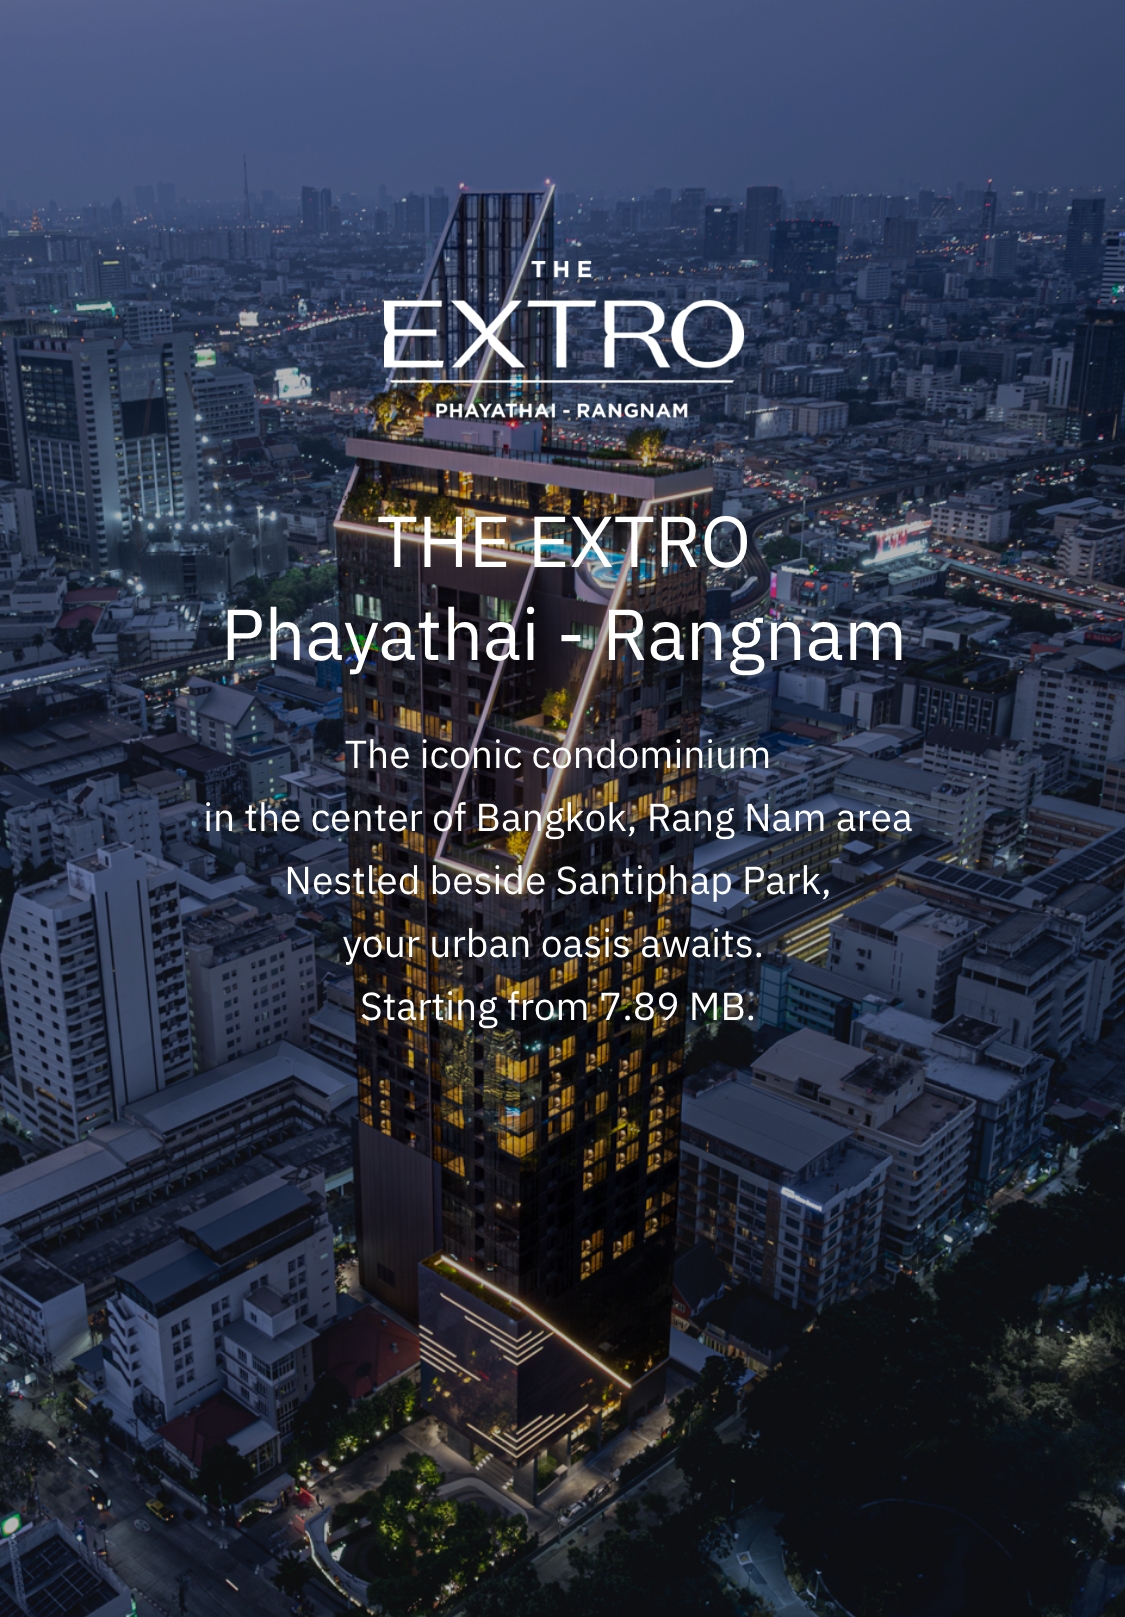 THE
EXTRO
PHAYATHAI - RANGNAM
THE EXTRO
Phayathai - Rangnam
The iconic condominium
in the center of Bangkok, Rang Nam area
Nestled beside Santiphap Park,
your urban oasis awaits.
Starting from 7.89 MB.